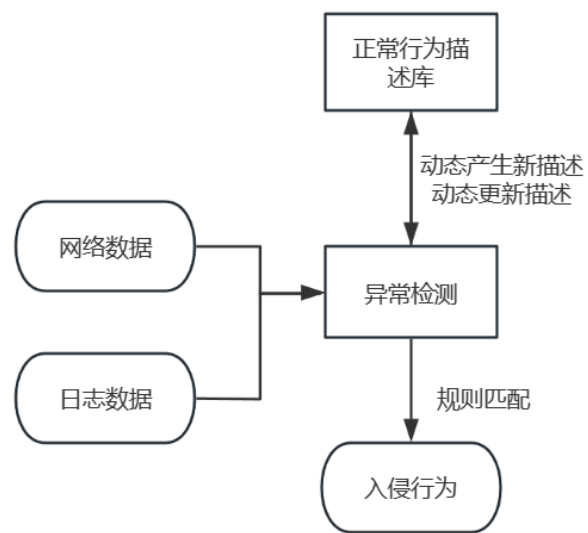 正常行为描
述库
动态产生新描述
动态更新描述
网络数据
异常检测
日志数据
规则匹配
入侵行为